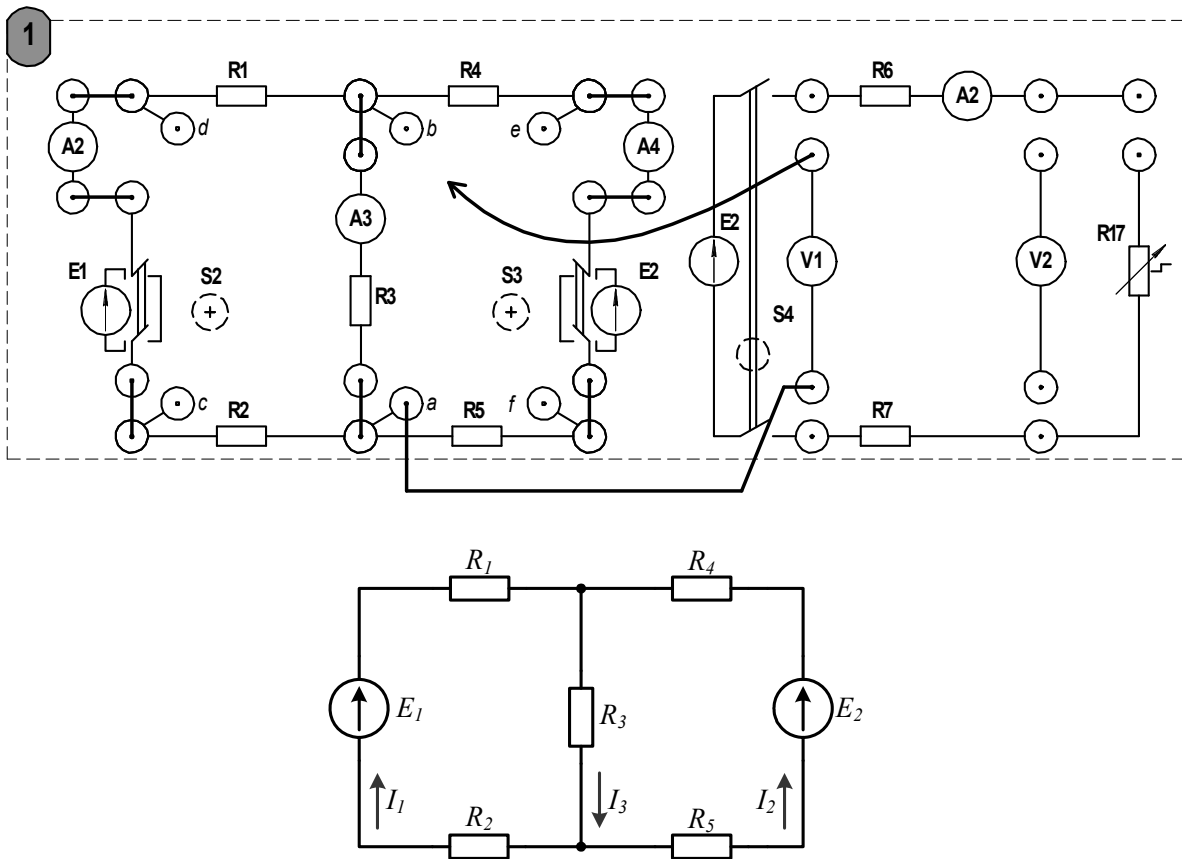 1
R1 R4 R6
A2
d b e
A2 A4
A3
E2
E1 S2 S3 E2 V1 V2 R17
R3
S4
c R2 a R5 f R7
R1 R4
E1 R3 E2
I1 I3 I2
R2 R5